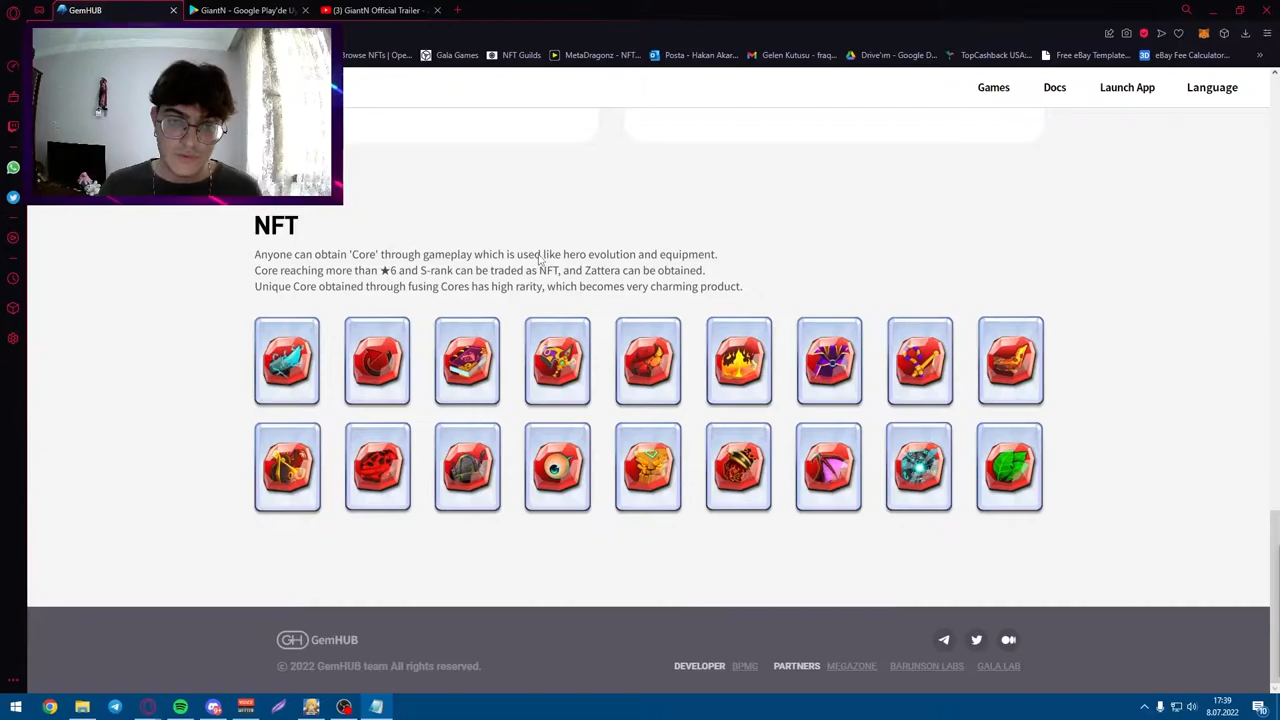 GemHUB
GiantN - Google Play'de U
(3) GiantN Official Trailer -
Browse NFTs | Ope...
Gala Games
NFT Guilds
MetaDragonz - NFT...
Posta - Hakan Akar...
Gelen Kutusu - fraq...
Drive'ım - Google D...
TopCashback USA:...
Free eBay Template...
eBay Fee Calculator...
Games
Docs
Launch App
Language
NFT
Anyone can obtain 'Core' through gameplay which is used like hero evolution and equipment.
Core reaching more than ★6 and S-rank can be traded as NFT, and Zattera can be obtained.
Unique Core obtained through fusing Cores has high rarity, which becomes very charming product.
GH GemHUB
© 2022 GemHUB team All rights reserved.
DEVELOPER BPMG PARTNERS MEGAZONE BARUNSON LABS GALA LAB
17:39
8.07.2022
10